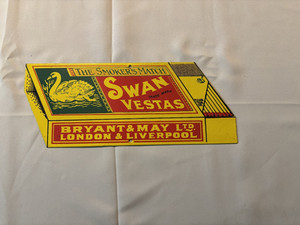 THE SMOKER'S MATCH
SWAN
VESTAS
BRYANT & MAY LTD
LONDON & LIVERPOOL